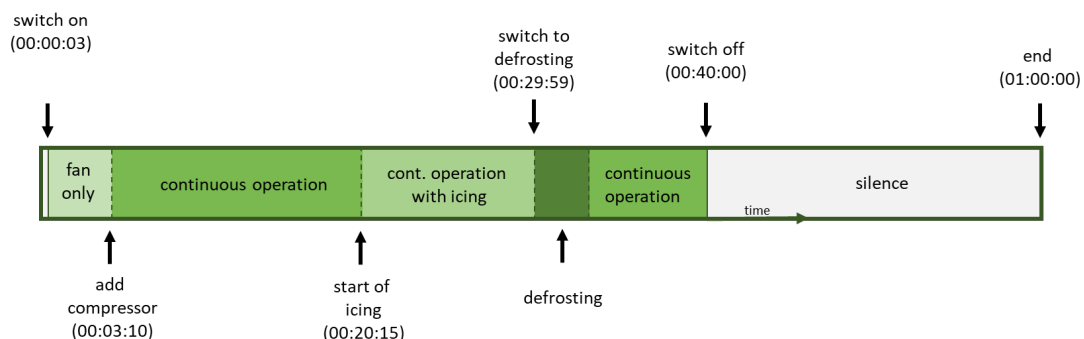 switch on
(00:00:03)
switch to
defrosting
(00:29:59)
switch off
(00:40:00)
end
(01:00:00)
fan
only
continuous operation
cont. operation
with icing
continuous
operation
silence
time
add
compressor
(00:03:10)
start of
icing
(00:20:15)
defrosting